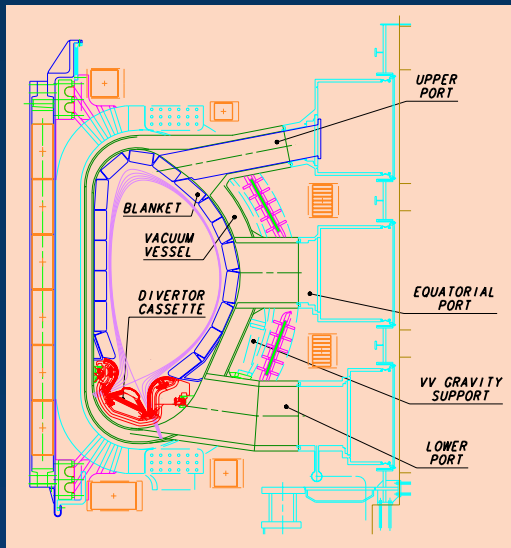 UPPER
PORT
BLANKET
VACUUM
VESSEL
DIVERTOR
CASSETTE
EQUATORIAL
PORT
VV GRAVITY
SUPPORT
LOWER
PORT